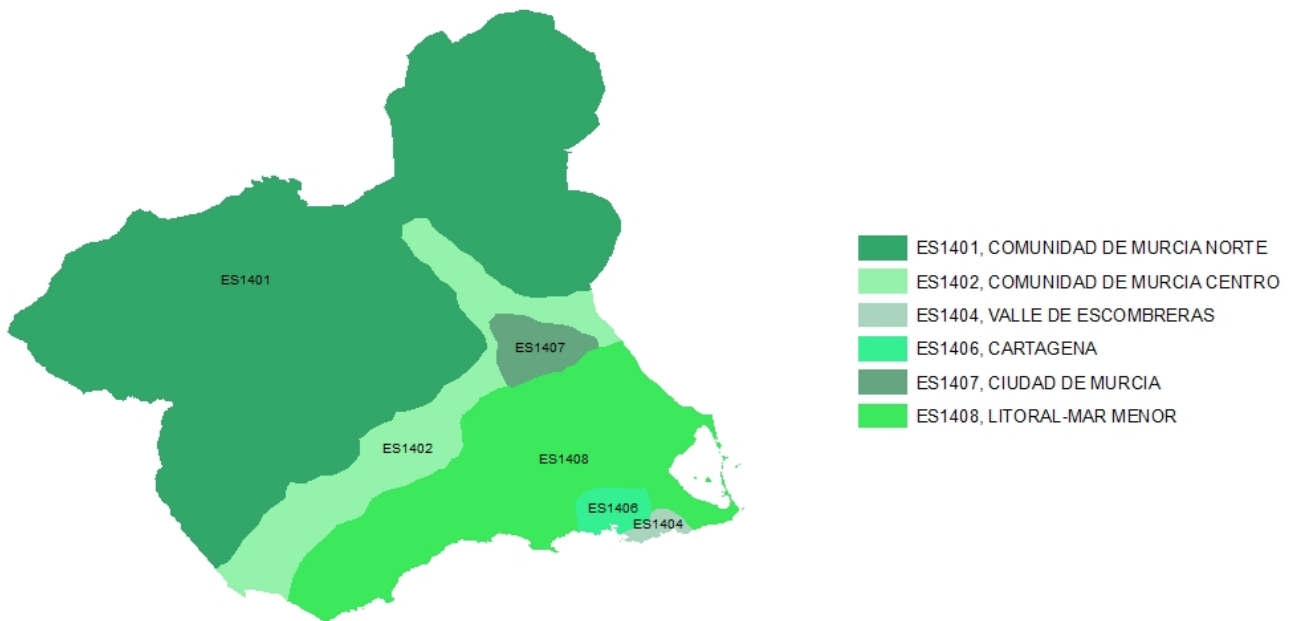 ES1401
ES1407
ES1402
ES1408
ES1406
ES1404
ES1401, COMUNIDAD DE MURCIA NORTE
ES1402, COMUNIDAD DE MURCIA CENTRO
ES1404, VALLE DE ESCOMBRERAS
ES1406, CARTAGENA
ES1407, CIUDAD DE MURCIA
ES1408, LITORAL-MAR MENOR